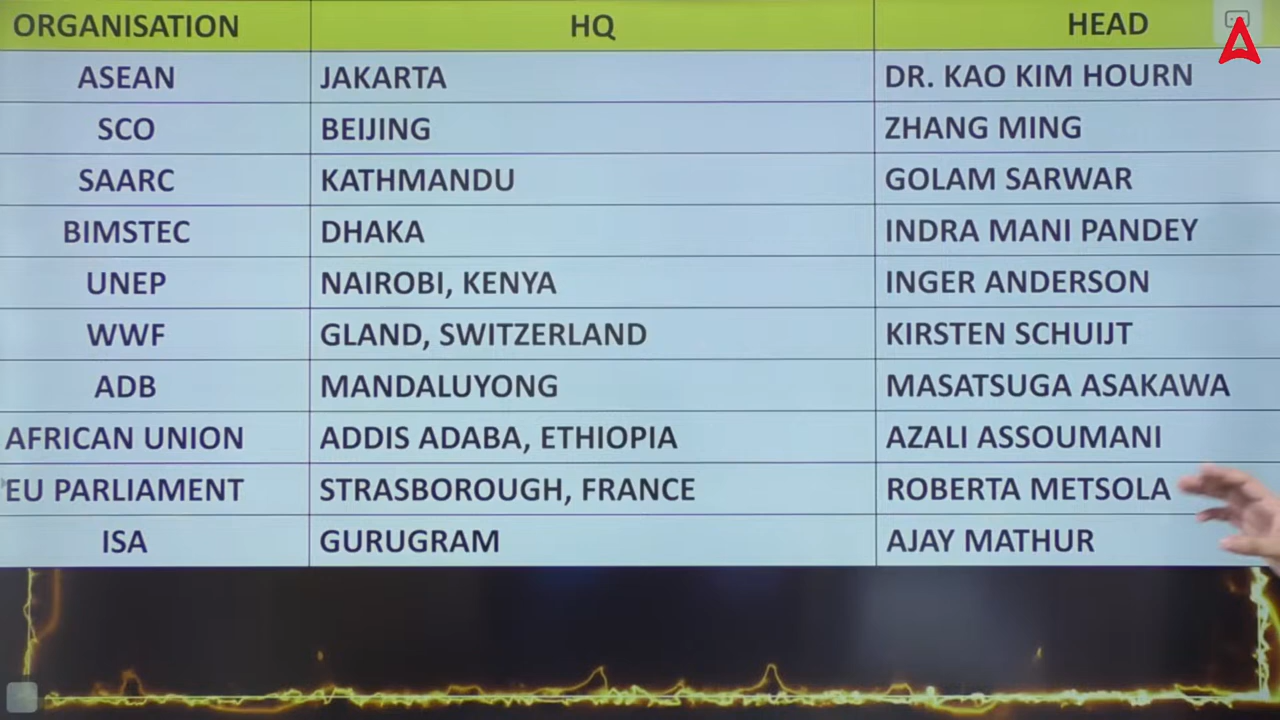 ORGANISATION HQ HEAD
ASEAN JAKARTA DR. KAO KIM HOURN
SCO BEIJING ZHANG MING
SAARC KATHMANDU GOLAM SARWAR
BIMSTEC DHAKA INDRA MANI PANDEY
UNEP NAIROBI, KENYA INGER ANDERSON
WWF GLAND, SWITZERLAND KIRSTEN SCHUIJT
ADB MANDALUYONG MASATSUGA ASAKAWA
AFRICAN UNION ADDIS ADABA, ETHIOPIA AZALI ASSOUMANI
EU PARLIAMENT STRASBOROUGH, FRANCE ROBERTA METSOLA
ISA GURUGRAM AJAY MATHUR